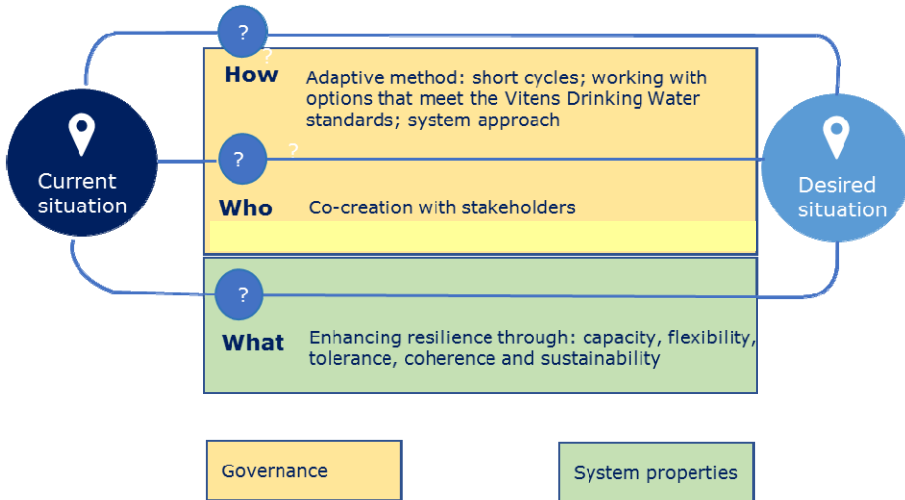 ?
?
How
Adaptive method: short cycles; working with
options that meet the Vitens Drinking Water
standards; system approach
Current
situation
?
?
Desired
situation
Who
Co-creation with stakeholders
?
What
Enhancing resilience through: capacity, flexibility,
tolerance, coherence and sustainability
Governance
System properties